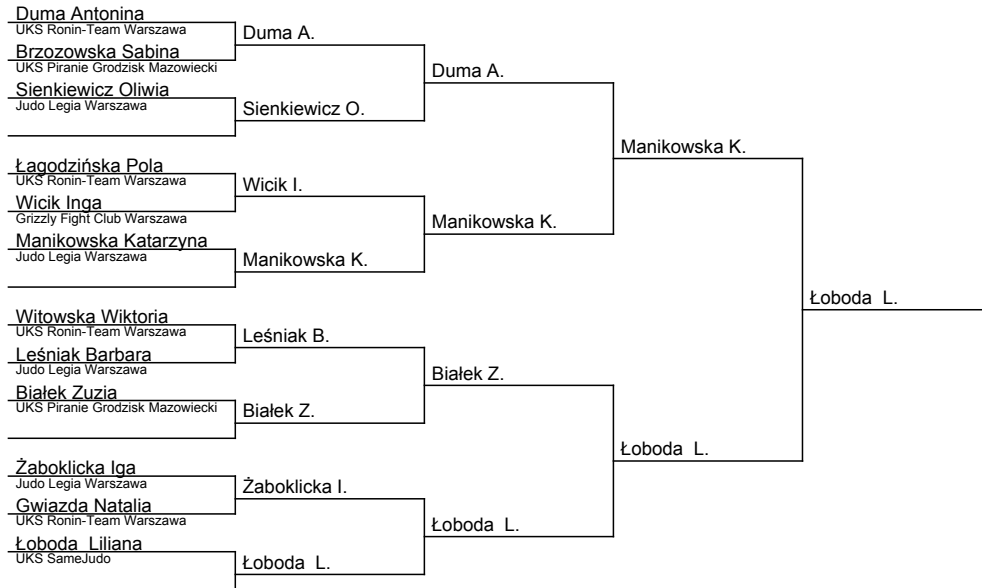 Duma Antonina
UKS Ronin-Team Warszawa
Brzozowska Sabina
UKS Piranie Grodzisk Mazowiecki
Sienkiewicz Oliwia
Judo Legia Warszawa
Łagodzińska Pola
UKS Ronin-Team Warszawa
Wicik Inga
Grizzly Fight Club Warszawa
Manikowska Katarzyna
Judo Legia Warszawa
Witowska Wiktoria
UKS Ronin-Team Warszawa
Leśniak Barbara
Judo Legia Warszawa
Białek Zuzia
UKS Piranie Grodzisk Mazowiecki
Żaboklicka Iga
Judo Legia Warszawa
Gwiazda Natalia
UKS Ronin-Team Warszawa
Łoboda  Liliana
UKS SameJudo
Duma A.
Sienkiewicz O.
Wicik I.
Manikowska K.
Leśniak B.
Białek Z.
Żaboklicka I.
Łoboda  L.
Duma A.
Manikowska K.
Białek Z.
Łoboda  L.
Manikowska K.
Łoboda  L.
Łoboda  L.